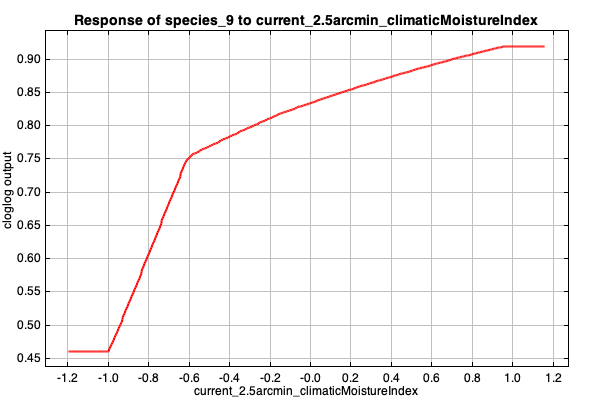 Response of species_9 to current_2.5arcmin_climaticMoistureIndex
cloglog output
0.90
0.85
0.80
0.75
0.70
0.65
0.60
0.55
0.50
0.45
-1.2 -1.0 -0.8 -0.6 -0.4 -0.2 -0.0 0.2 0.4 0.6 0.8 1.0 1.2
current_2.5arcmin_climaticMoistureIndex